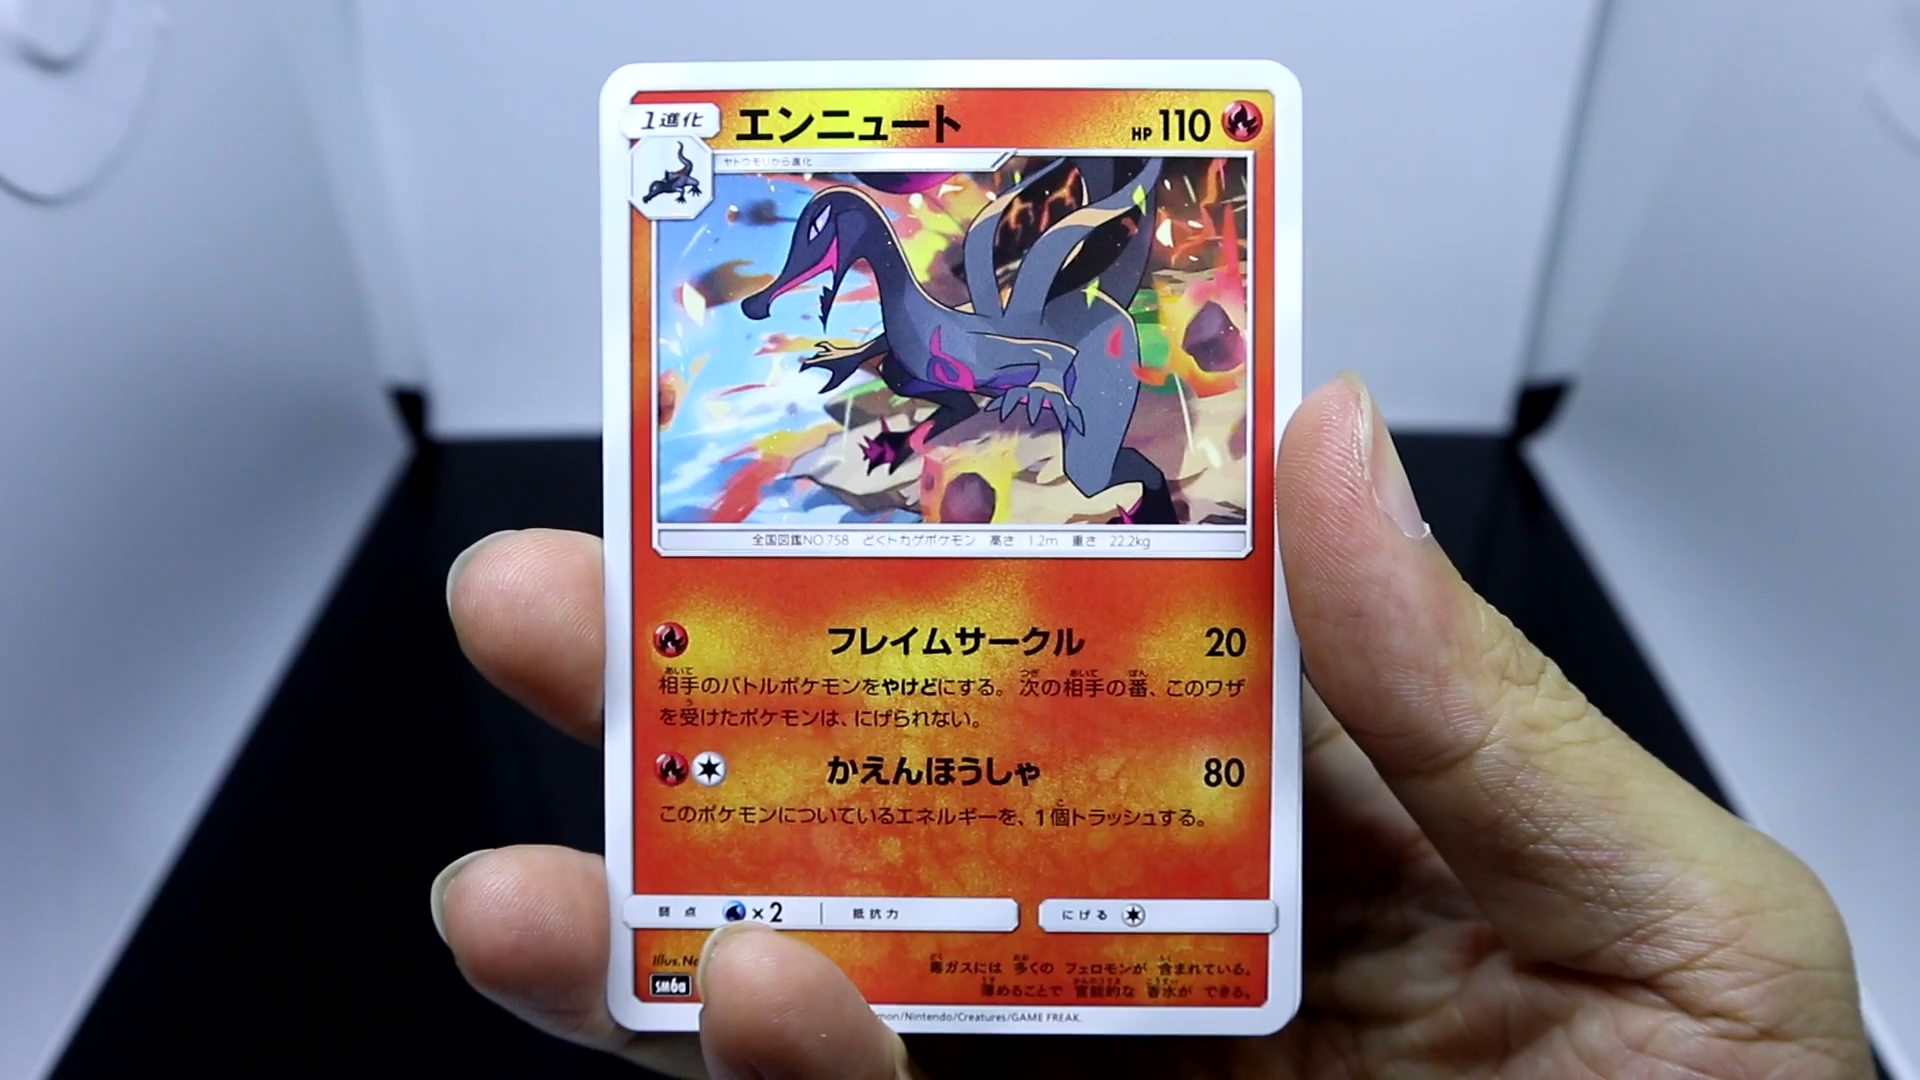 1進化
エンニュート
HP 110
ヤトウモリから進化
全国図鑑NO.758 どくトカゲポケモン 高さ 1.2m 重さ 22.2kg
フレイムサークル 20
相手のバトルポケモンをやけどにする。次の相手の番、このワザ
を受けたポケモンは、にげられない。
かえんほうしゃ 80
このポケモンについているエネルギーを、1個トラッシュする。
弱点 ×2 抵抗力 にげる
Illus.
毒ガスには 多くの フェロモンが 含まれている。
薄めることで 官能的な 香水が できる。
SM6a
/Nintendo/Creatures/GAME FREAK.